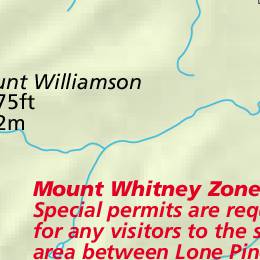 unt Williamson
75ft
2m
Mount Whitney Zone
Special permits are req
for any visitors to the s
area between Lone Pin